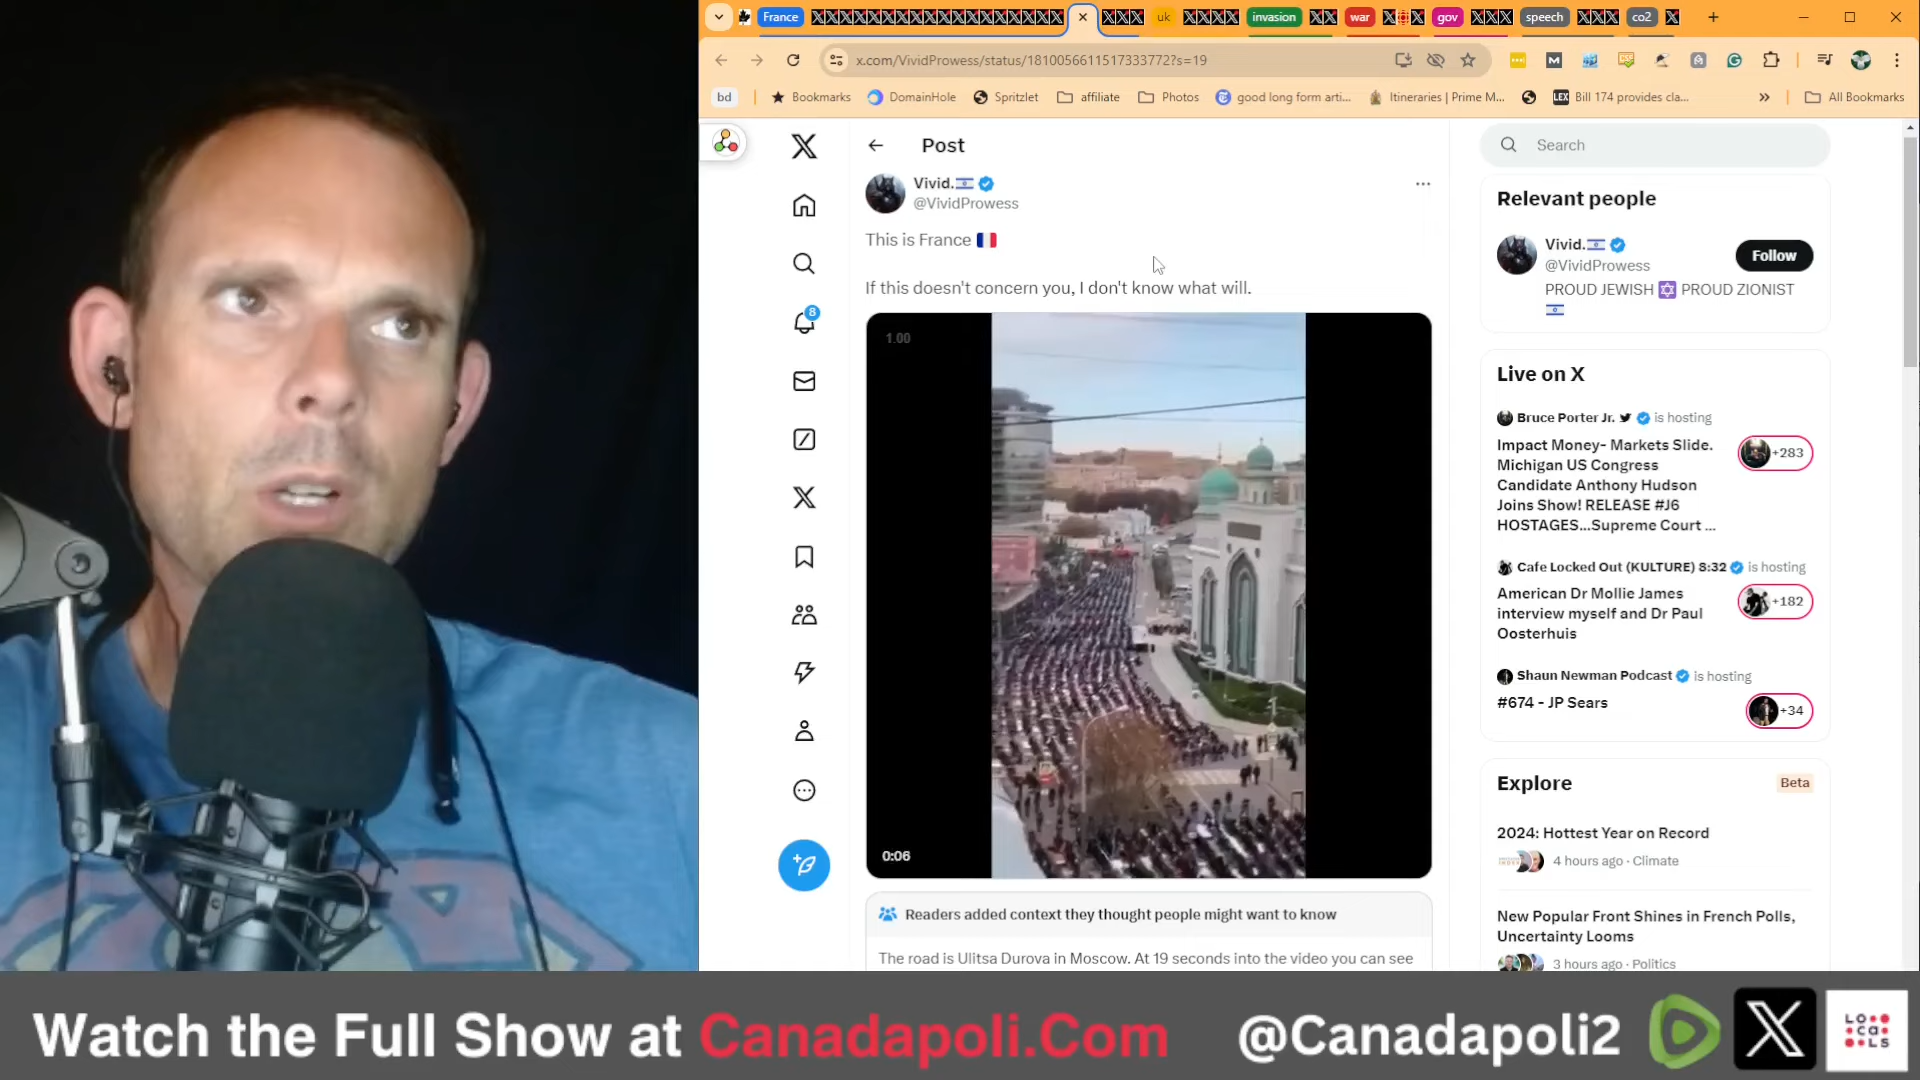 France
uk
invasion
war
gov
speech
co2
x.com/VividProwess/status/1810056611517333772?s=19
bd
Bookmarks
DomainHole
Spritzlet
affiliate
Photos
good long form arti...
Itineraries | Prime M...
LEX
Bill 174 provides cla...
All Bookmarks
Post
Vivid.
@VividProwess
This is France
If this doesn't concern you, I don't know what will.
1.00
0:06
Readers added context they thought people might want to know
The road is Ulitsa Durova in Moscow. At 19 seconds into the video you can see
8
Search
Relevant people
Vivid.
@VividProwess
Follow
PROUD JEWISH ✡ PROUD ZIONIST
Live on X
Bruce Porter Jr. is hosting
Impact Money- Markets Slide.
Michigan US Congress
Candidate Anthony Hudson
Joins Show! RELEASE #J6
HOSTAGES...Supreme Court ...
+283
Cafe Locked Out (KULTURE) 8:32 is hosting
American Dr Mollie James
interview myself and Dr Paul
Oosterhuis
+182
Shaun Newman Podcast is hosting
#674 - JP Sears
+34
Explore
Beta
2024: Hottest Year on Record
4 hours ago · Climate
New Popular Front Shines in French Polls,
Uncertainty Looms
3 hours ago · Politics
Watch the Full Show at Canadapoli.Com
@Canadapoli2
LO
ca
LS